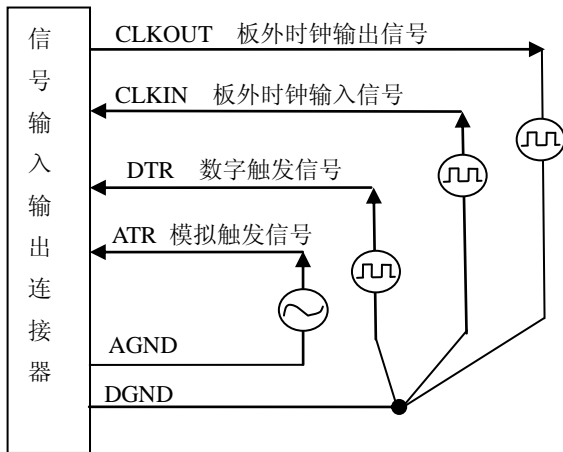 信号输入输出连接器
CLKOUT 板外时钟输出信号
CLKIN 板外时钟输入信号
DTR 数字触发信号
ATR 模拟触发信号
AGND
DGND